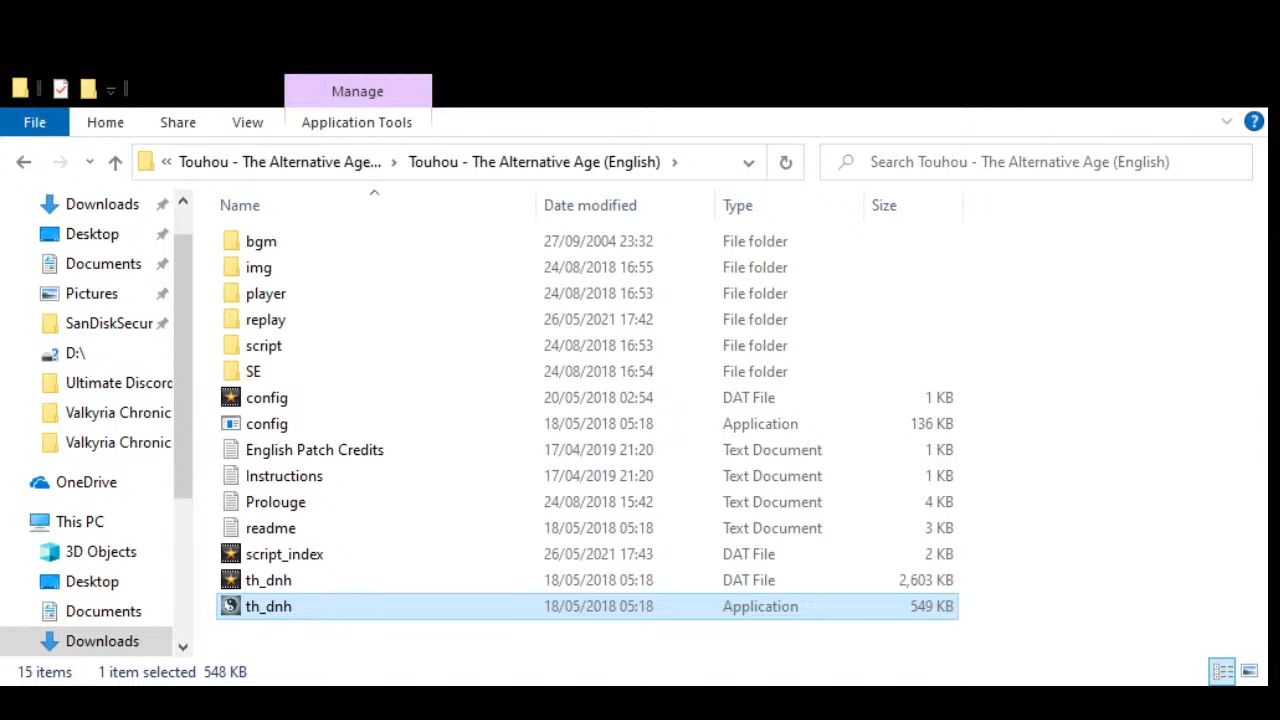 Manage
File Home Share View Application Tools
« Touhou - The Alternative Age... › Touhou - The Alternative Age (English) › Search Touhou - The Alternative Age (English)
Downloads
Desktop
Documents
Pictures
SanDiskSecur
D:\
Ultimate Discord
Valkyria Chronic
Valkyria Chronic
OneDrive
This PC
3D Objects
Desktop
Documents
Downloads
Name Date modified Type Size
bgm 27/09/2004 23:32 File folder
img 24/08/2018 16:55 File folder
player 24/08/2018 16:53 File folder
replay 26/05/2021 17:42 File folder
script 24/08/2018 16:53 File folder
SE 24/08/2018 16:54 File folder
config 20/05/2018 02:54 DAT File 1 KB
config 18/05/2018 05:18 Application 136 KB
English Patch Credits 17/04/2019 21:20 Text Document 1 KB
Instructions 17/04/2019 21:20 Text Document 1 KB
Prolouge 24/08/2018 15:42 Text Document 4 KB
readme 18/05/2018 05:18 Text Document 3 KB
script_index 26/05/2021 17:43 DAT File 2 KB
th_dnh 18/05/2018 05:18 DAT File 2,603 KB
th_dnh 18/05/2018 05:18 Application 549 KB
15 items 1 item selected 548 KB